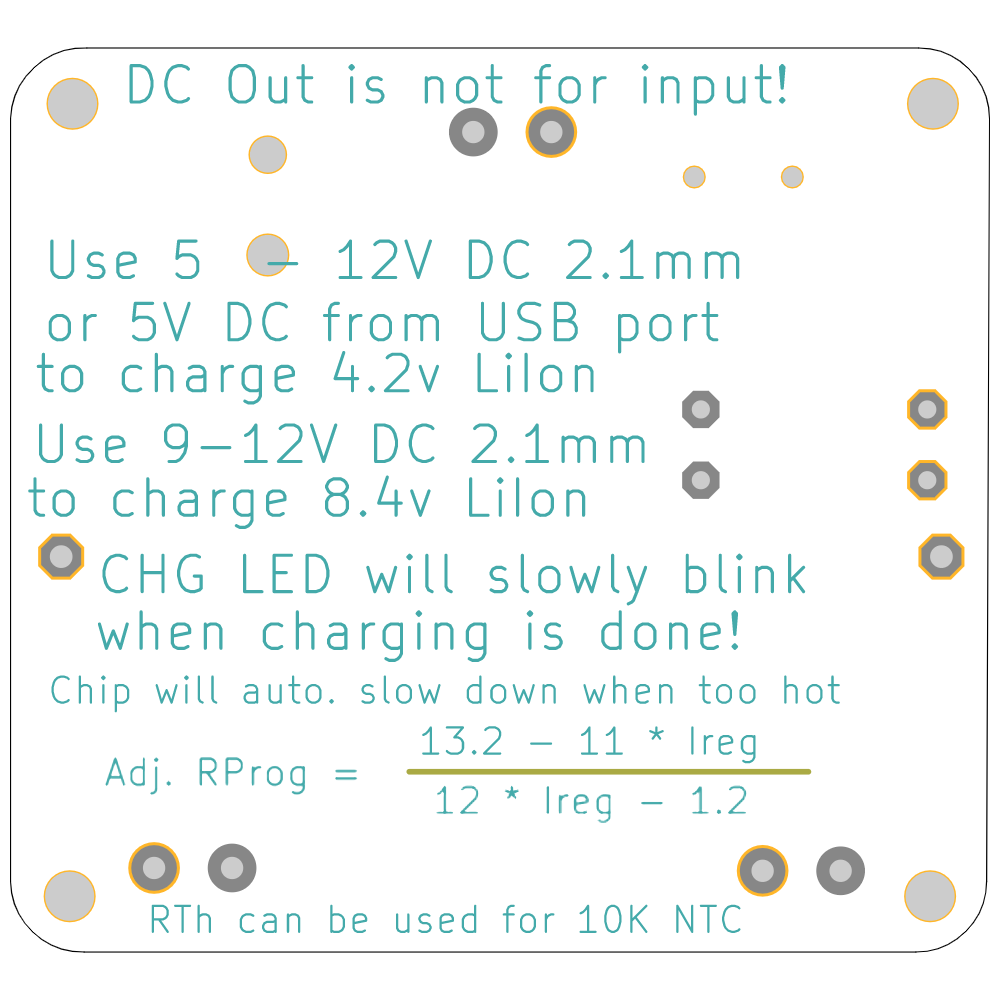 DC Out is not for input!
Use 5 - 12V DC 2.1mm
or 5V DC from USB port
to charge 4.2v LiIon
Use 9-12V DC 2.1mm
to charge 8.4v LiIon
CHG LED will slowly blink
when charging is done!
Chip will auto. slow down when too hot
13.2 - 11 * Ireg
Adj. RProg =
12 * Ireg - 1.2
RTh can be used for 10K NTC